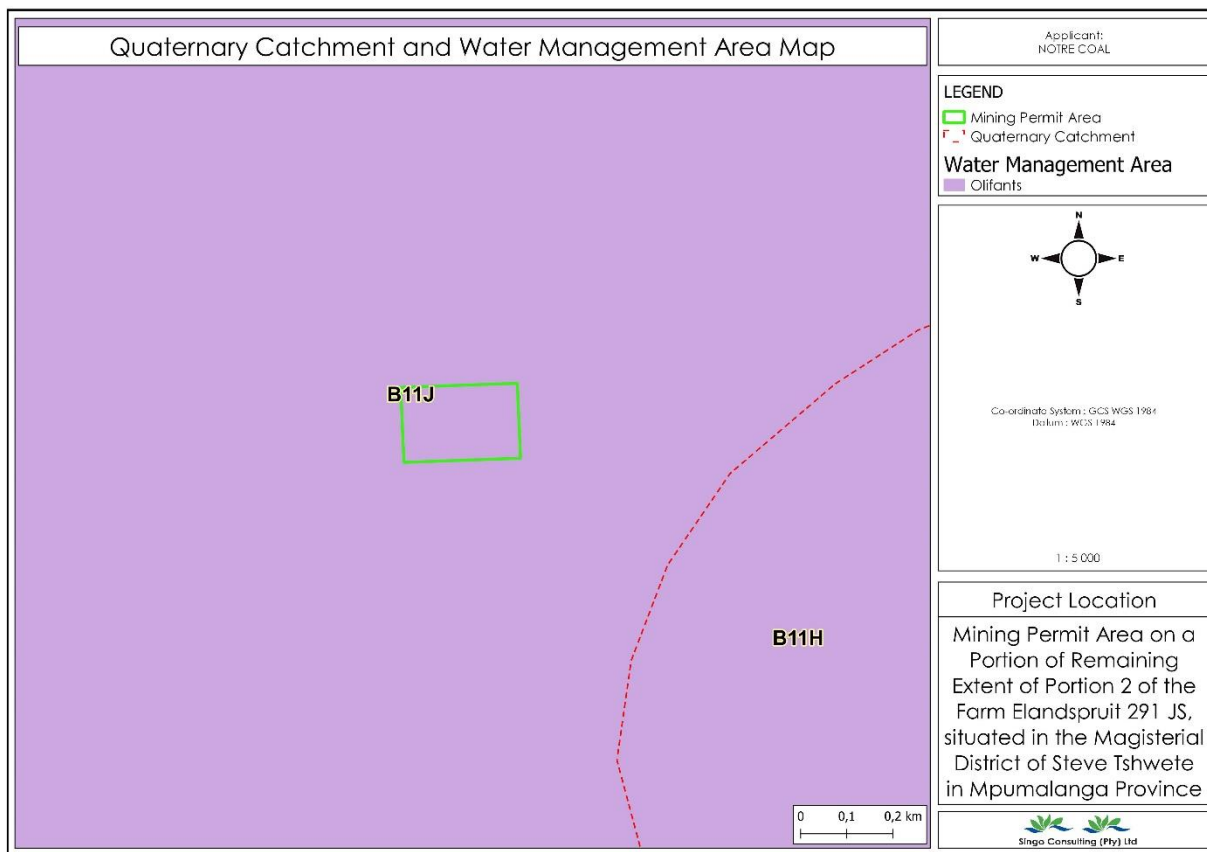 Quaternary Catchment and Water Management Area Map
B11J
B11H
0 0,1 0,2 km
Applicant:
NOTRE COAL
LEGEND
Mining Permit Area
Quaternary Catchment
Water Management Area
Olifants
N
W E
S
Co-ordinate System : GCS WGS 1984
Datum : WGS 1984
1 : 5 000
Project Location
Mining Permit Area on a
Portion of Remaining
Extent of Portion 2 of the
Farm Elandspruit 291 JS,
situated in the Magisterial
District of Steve Tshwete
in Mpumalanga Province
Singo Consulting (Pty) Ltd